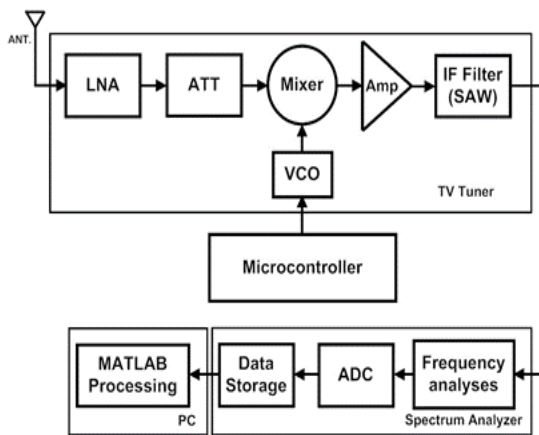 ANT.
LNA
ATT
Mixer
Amp
IF Filter
(SAW)
VCO
TV Tuner
Microcontroller
MATLAB
Processing
PC
Data
Storage
ADC
Frequency
analyses
Spectrum Analyzer